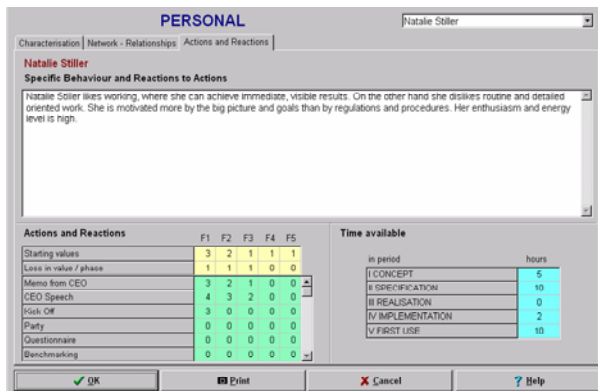 PERSONAL
Natalie Stiller
Characterisation Network - Relationships Actions and Reactions
Natalie Stiller
Specific Behaviour and Reactions to Actions
Natalie Stiller likes working, where she can achieve immediate, visible results. On the other hand she dislikes routine and detailed
oriented work. She is motivated more by the big picture and goals than by regulations and procedures. Her enthusiasm and energy
level is high.
Actions and Reactions F1 F2 F3 F4 F5
Starting values 3 2 1 1 1
Loss in value / phase 1 1 1 0 0
Memo from CEO 3 2 1 0 0
CEO Speech 4 3 2 0 0
Kick Off 3 0 0 0 0
Party 0 0 0 0 0
Questionnaire 0 0 0 0 0
Benchmarking 0 0 0 0 0
Time available
in period hours
I CONCEPT 5
II SPECIFICATION 10
III REALISATION 0
IV IMPLEMENTATION 2
V FIRST USE 10
OK Print Cancel Help